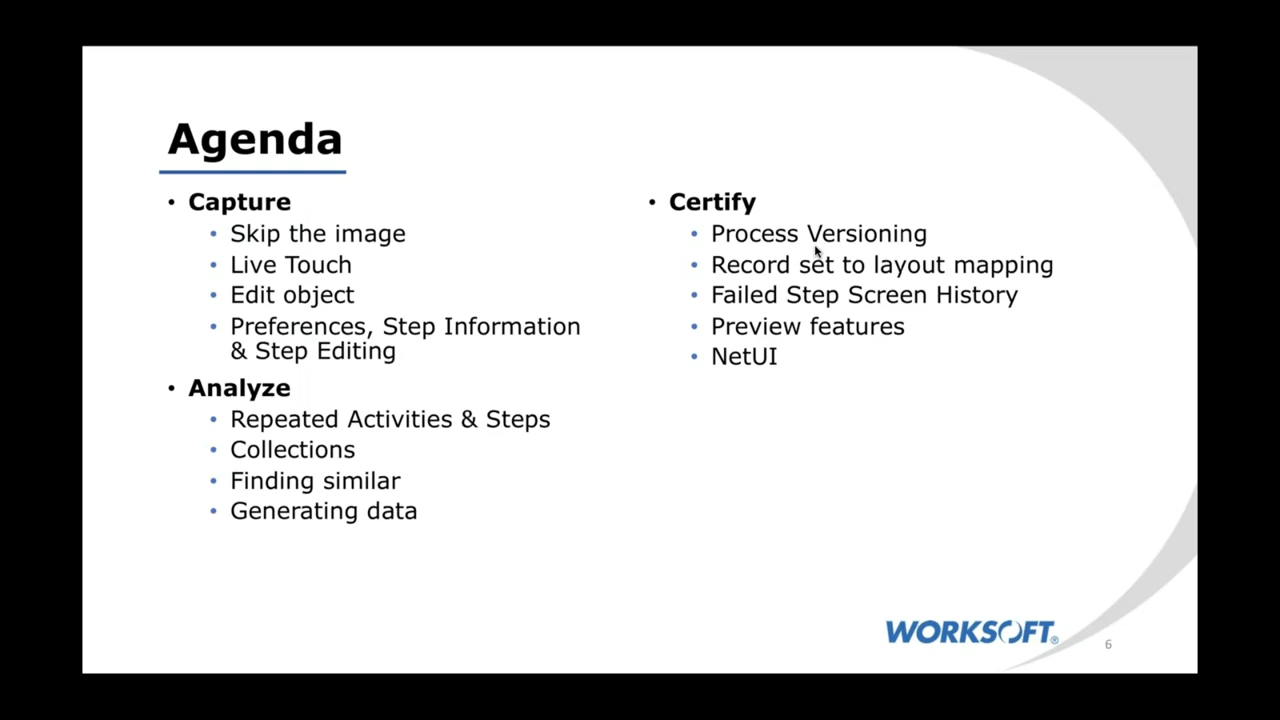 Agenda
• Capture
• Skip the image
• Live Touch
• Edit object
• Preferences, Step Information
& Step Editing
• Analyze
• Repeated Activities & Steps
• Collections
• Finding similar
• Generating data
• Certify
• Process Versioning
• Record set to layout mapping
• Failed Step Screen History
• Preview features
• NetUI
WORKSOFT®
6